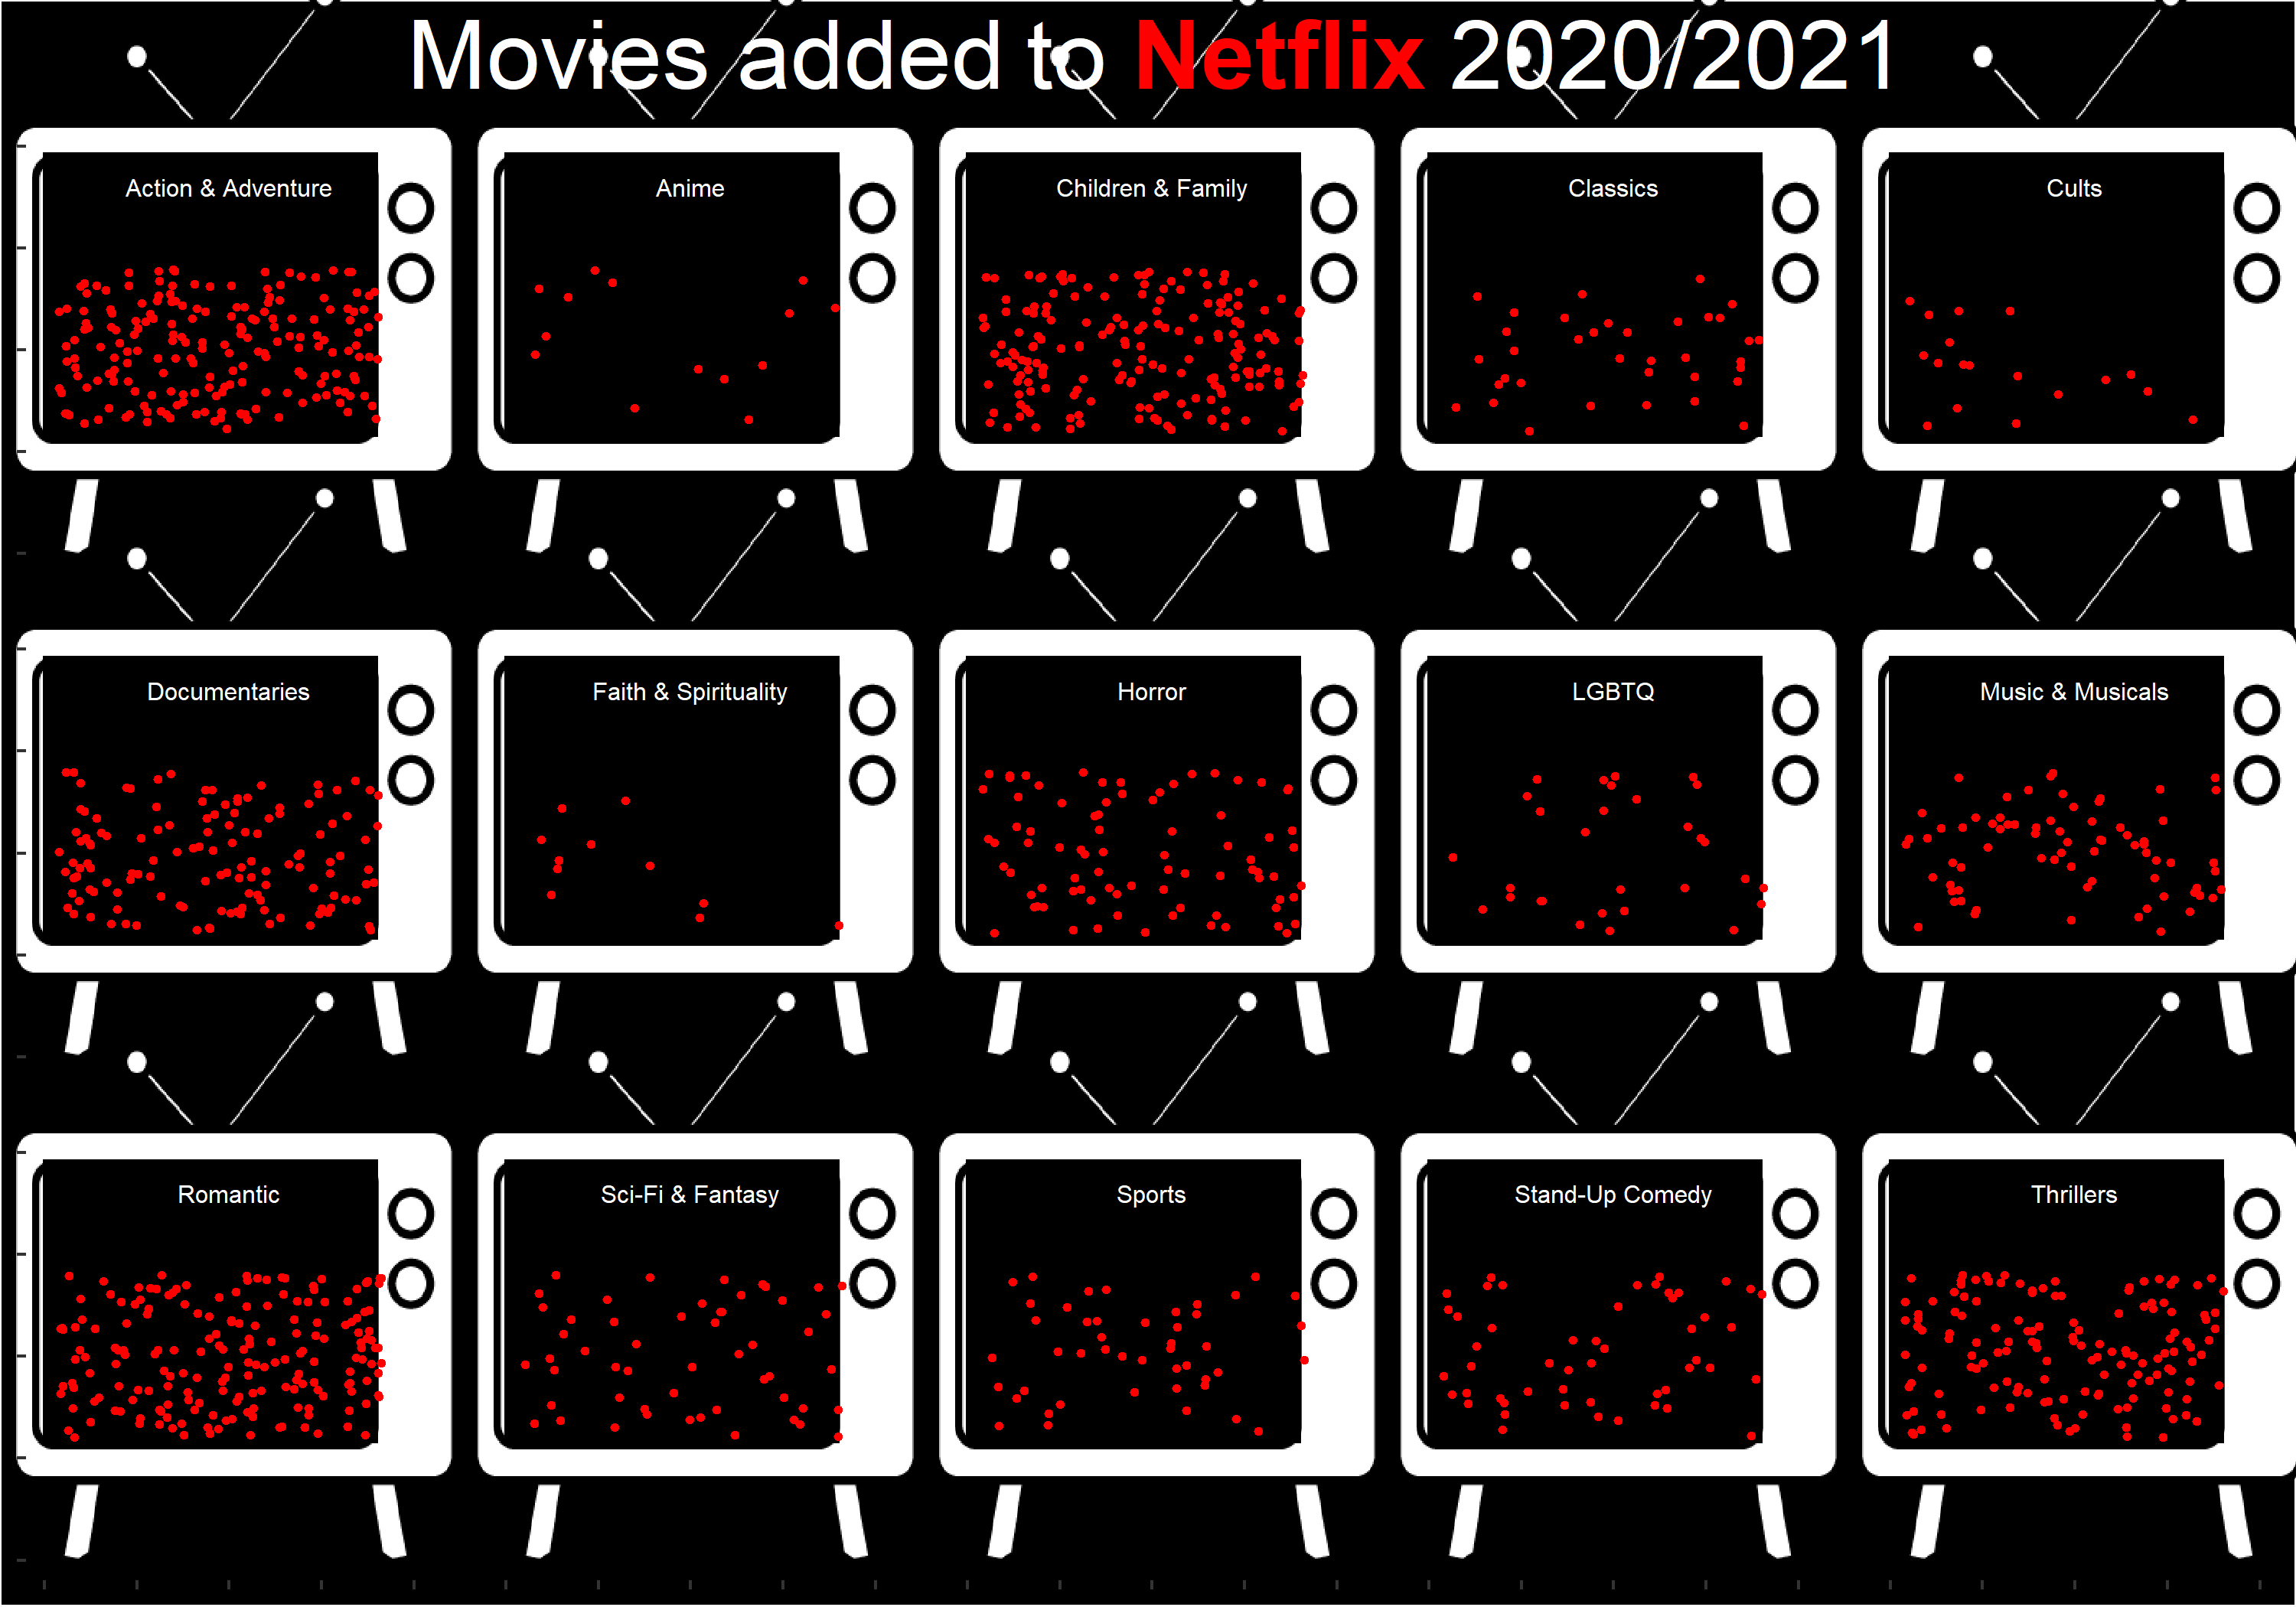 Movies added to Netflix 2020/2021
Action & Adventure
Anime
Children & Family
Classics
Cults
Documentaries
Faith & Spirituality
Horror
LGBTQ
Music & Musicals
Romantic
Sci-Fi & Fantasy
Sports
Stand-Up Comedy
Thrillers